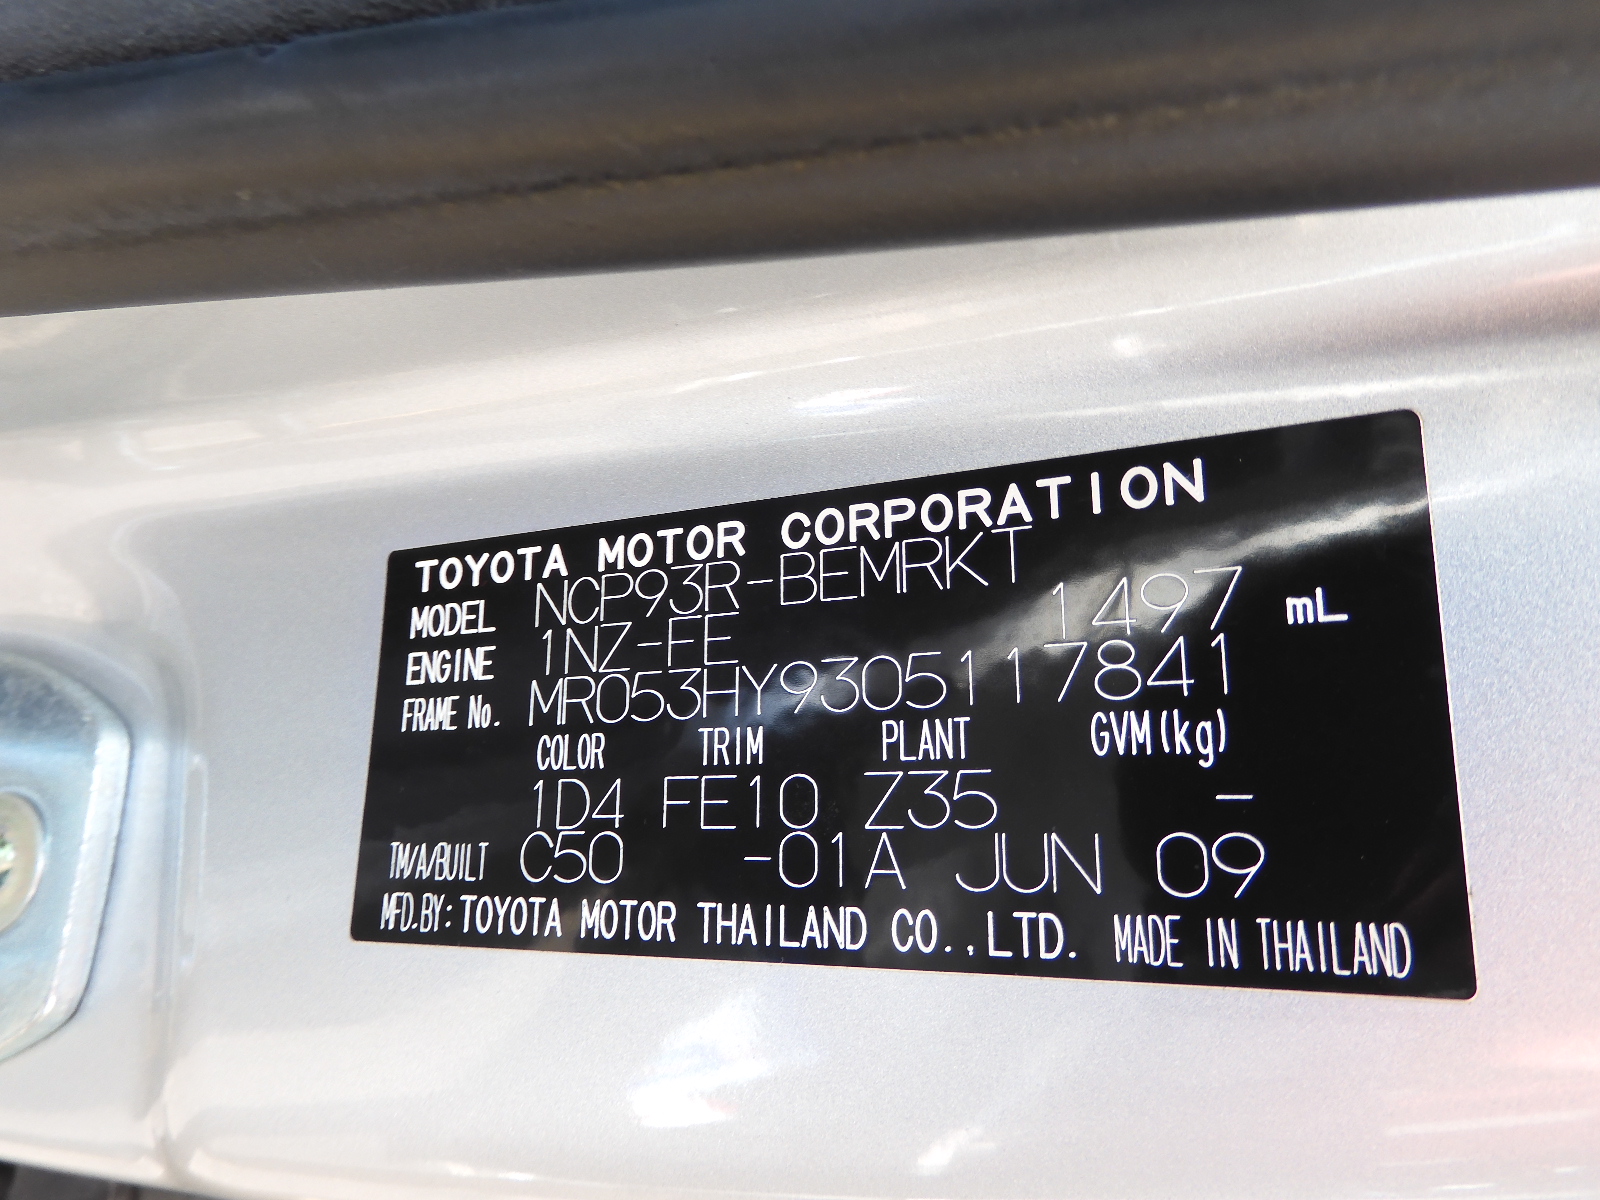 TOYOTA MOTOR CORPORATION
MODEL NCP93R-BEMRKT
ENGINE 1NZ-FE 1497 mL
FRAME No. MR053HY9305117841
COLOR TRIM PLANT GVM(kg)
1D4 FE10 Z35 -
TM/A/BUILT C50 -01A JUN 09
MFD.BY: TOYOTA MOTOR THAILAND CO.,LTD. MADE IN THAILAND